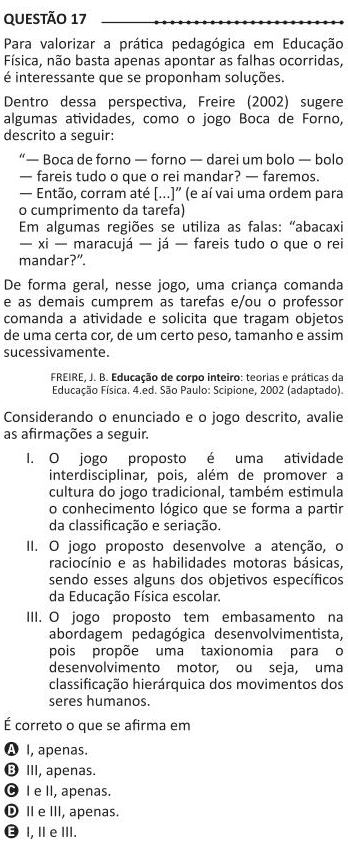 QUESTÃO 17
Para valorizar a prática pedagógica em Educação
Física, não basta apenas apontar as falhas ocorridas,
é interessante que se proponham soluções.
Dentro dessa perspectiva, Freire (2002) sugere
algumas atividades, como o jogo Boca de Forno,
descrito a seguir:
“— Boca de forno — forno — darei um bolo — bolo
— fareis tudo o que o rei mandar? — faremos.
— Então, corram até [...]” (e aí vai uma ordem para
o cumprimento da tarefa)
Em algumas regiões se utiliza as falas: “abacaxi
— xi — maracujá — já — fareis tudo o que o rei
mandar?”.
De forma geral, nesse jogo, uma criança comanda
e as demais cumprem as tarefas e/ou o professor
comanda a atividade e solicita que tragam objetos
de uma certa cor, de um certo peso, tamanho e assim
sucessivamente.
FREIRE, J. B. Educação de corpo inteiro: teorias e práticas da
Educação Física. 4.ed. São Paulo: Scipione, 2002 (adaptado).
Considerando o enunciado e o jogo descrito, avalie
as afirmações a seguir.
I. O jogo proposto é uma atividade
interdisciplinar, pois, além de promover a
cultura do jogo tradicional, também estimula
o conhecimento lógico que se forma a partir
da classificação e seriação.
II. O jogo proposto desenvolve a atenção, o
raciocínio e as habilidades motoras básicas,
sendo esses alguns dos objetivos específicos
da Educação Física escolar.
III. O jogo proposto tem embasamento na
abordagem pedagógica desenvolvimentista,
pois propõe uma taxionomia para o
desenvolvimento motor, ou seja, uma
classificação hierárquica dos movimentos dos
seres humanos.
É correto o que se afirma em
A I, apenas.
B III, apenas.
C I e II, apenas.
D II e III, apenas.
E I, II e III.